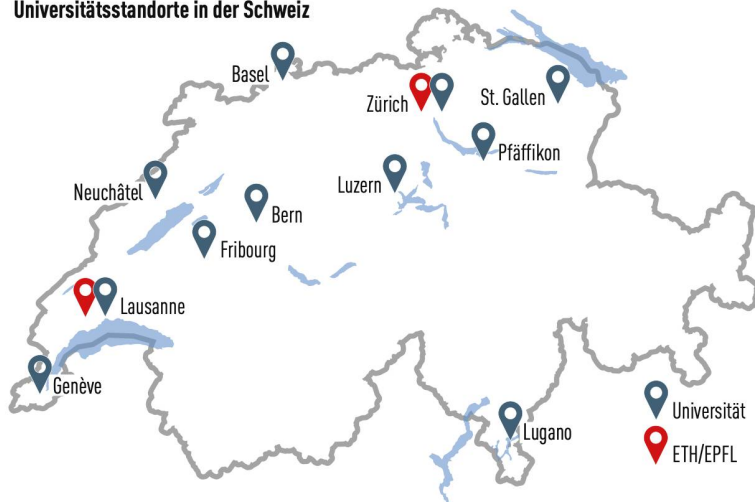 Universitätsstandorte in der Schweiz
Basel
Zürich
St. Gallen
Pfäffikon
Neuchâtel
Luzern
Bern
Fribourg
Lausanne
Genève
Lugano
Universität
ETH/EPFL